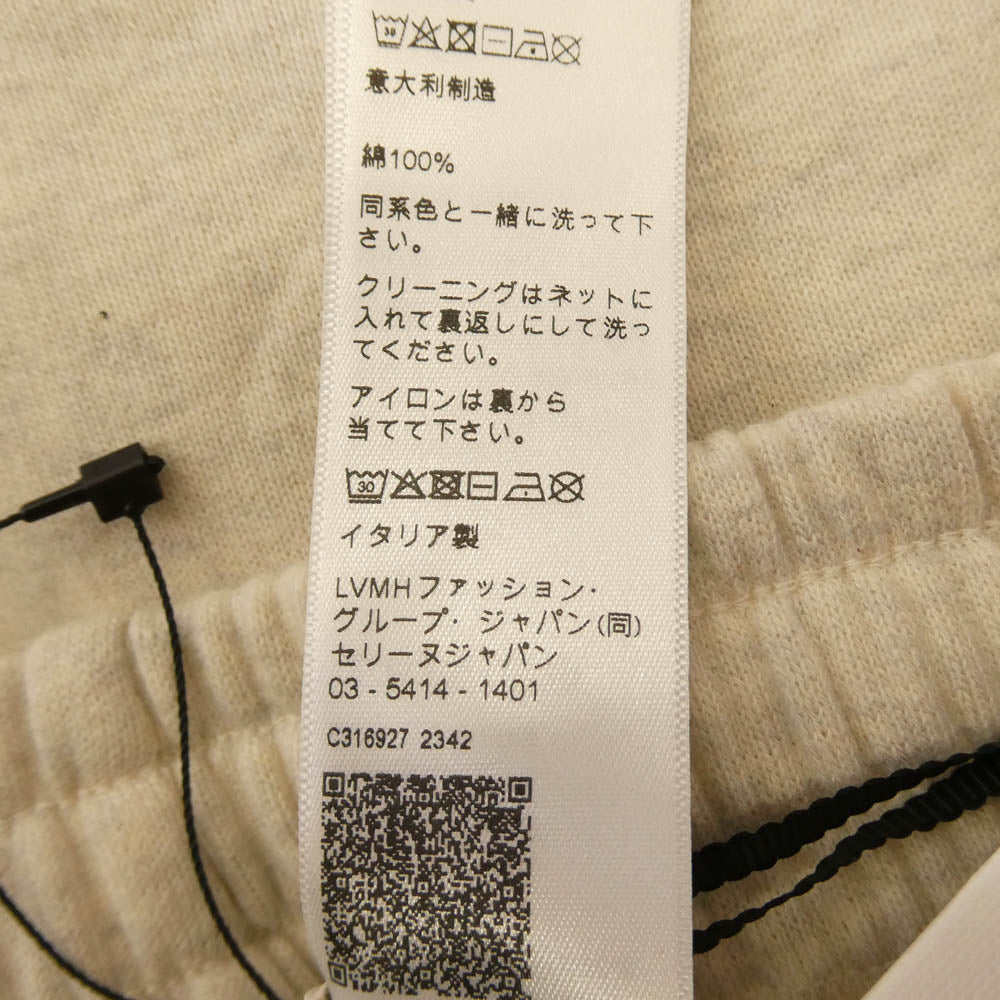 30
意大利制造
綿100%
同系色と一緒に洗って下
さい。
クリーニングはネットに
入れて裏返しにして洗っ
てください。
アイロンは裏から
当てて下さい。
30
イタリア製
LVMHファッション・
グループ・ジャパン(同)
セリーヌジャパン
03 - 5414 - 1401
C316927 2342